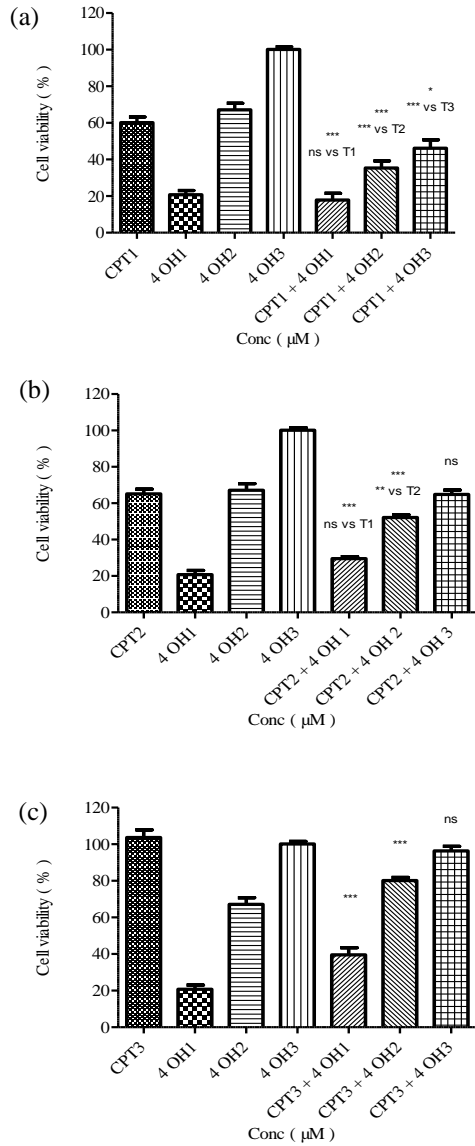 (a)
120
100
80
60
40
20
0
Cell viability ( % )
***
ns vs T1
***
*** vs T2
*
*** vs T3
CPT1
4 OH1
4 OH2
4 OH3
CPT1 + 4 OH1
CPT1 + 4 OH2
CPT1 + 4 OH3
Conc ( µM )
(b)
120
100
80
60
40
20
0
Cell viability ( % )
***
ns vs T1
***
** vs T2
ns
CPT2
4 OH1
4 OH2
4 OH3
CPT2 + 4 OH 1
CPT2 + 4 OH 2
CPT2 + 4 OH 3
Conc ( µM )
(c)
120
100
80
60
40
20
0
Cell viability ( % )
***
***
ns
CPT3
4 OH1
4 OH2
4 OH3
CPT3 + 4 OH1
CPT3 + 4 OH2
CPT3 + 4 OH3
Conc ( µM )